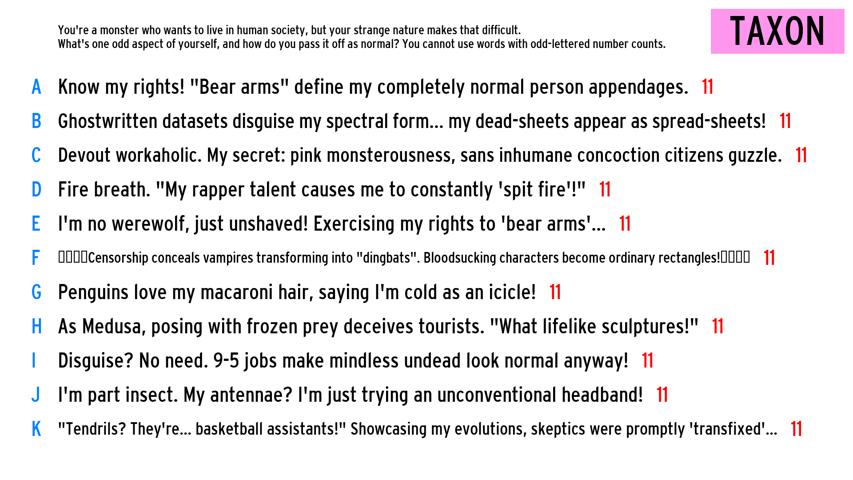 You're a monster who wants to live in human society, but your strange nature makes that difficult.
What's one odd aspect of yourself, and how do you pass it off as normal? You cannot use words with odd-lettered number counts.
TAXON
A Know my rights! "Bear arms" define my completely normal person appendages. 11
B Ghostwritten datasets disguise my spectral form... my dead-sheets appear as spread-sheets! 11
C Devout workaholic. My secret: pink monsterousness, sans inhumane concoction citizens guzzle. 11
D Fire breath. "My rapper talent causes me to constantly 'spit fire'!" 11
E I'm no werewolf, just unshaved! Exercising my rights to 'bear arms'... 11
F ▯▯▯▯Censorship conceals vampires transforming into "dingbats". Bloodsucking characters become ordinary rectangles!▯▯▯▯ 11
G Penguins love my macaroni hair, saying I'm cold as an icicle! 11
H As Medusa, posing with frozen prey deceives tourists. "What lifelike sculptures!" 11
I Disguise? No need. 9-5 jobs make mindless undead look normal anyway! 11
J I'm part insect. My antennae? I'm just trying an unconventional headband! 11
K "Tendrils? They're... basketball assistants!" Showcasing my evolutions, skeptics were promptly 'transfixed'... 11